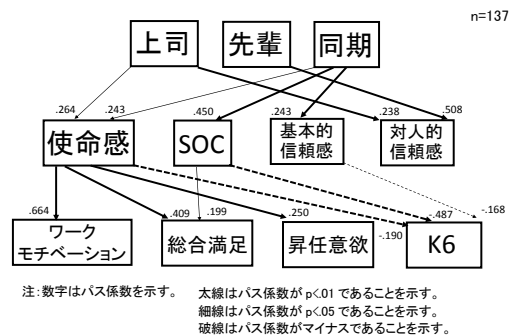 n=137
上司 先輩 同期
.264 .243 .450 .243 .238 .508
使命感 SOC 基本的 対人的
信頼感 信頼感
.664 .409 .199 .250 -.190 -.487 -.168
ワーク
モチベーション 総合満足 昇任意欲 K6
注:数字はパス係数を示す。 太線はパス係数が p<.01 であることを示す。
細線はパス係数が p<.05 であることを示す。
破線はパス係数がマイナスであることを示す。